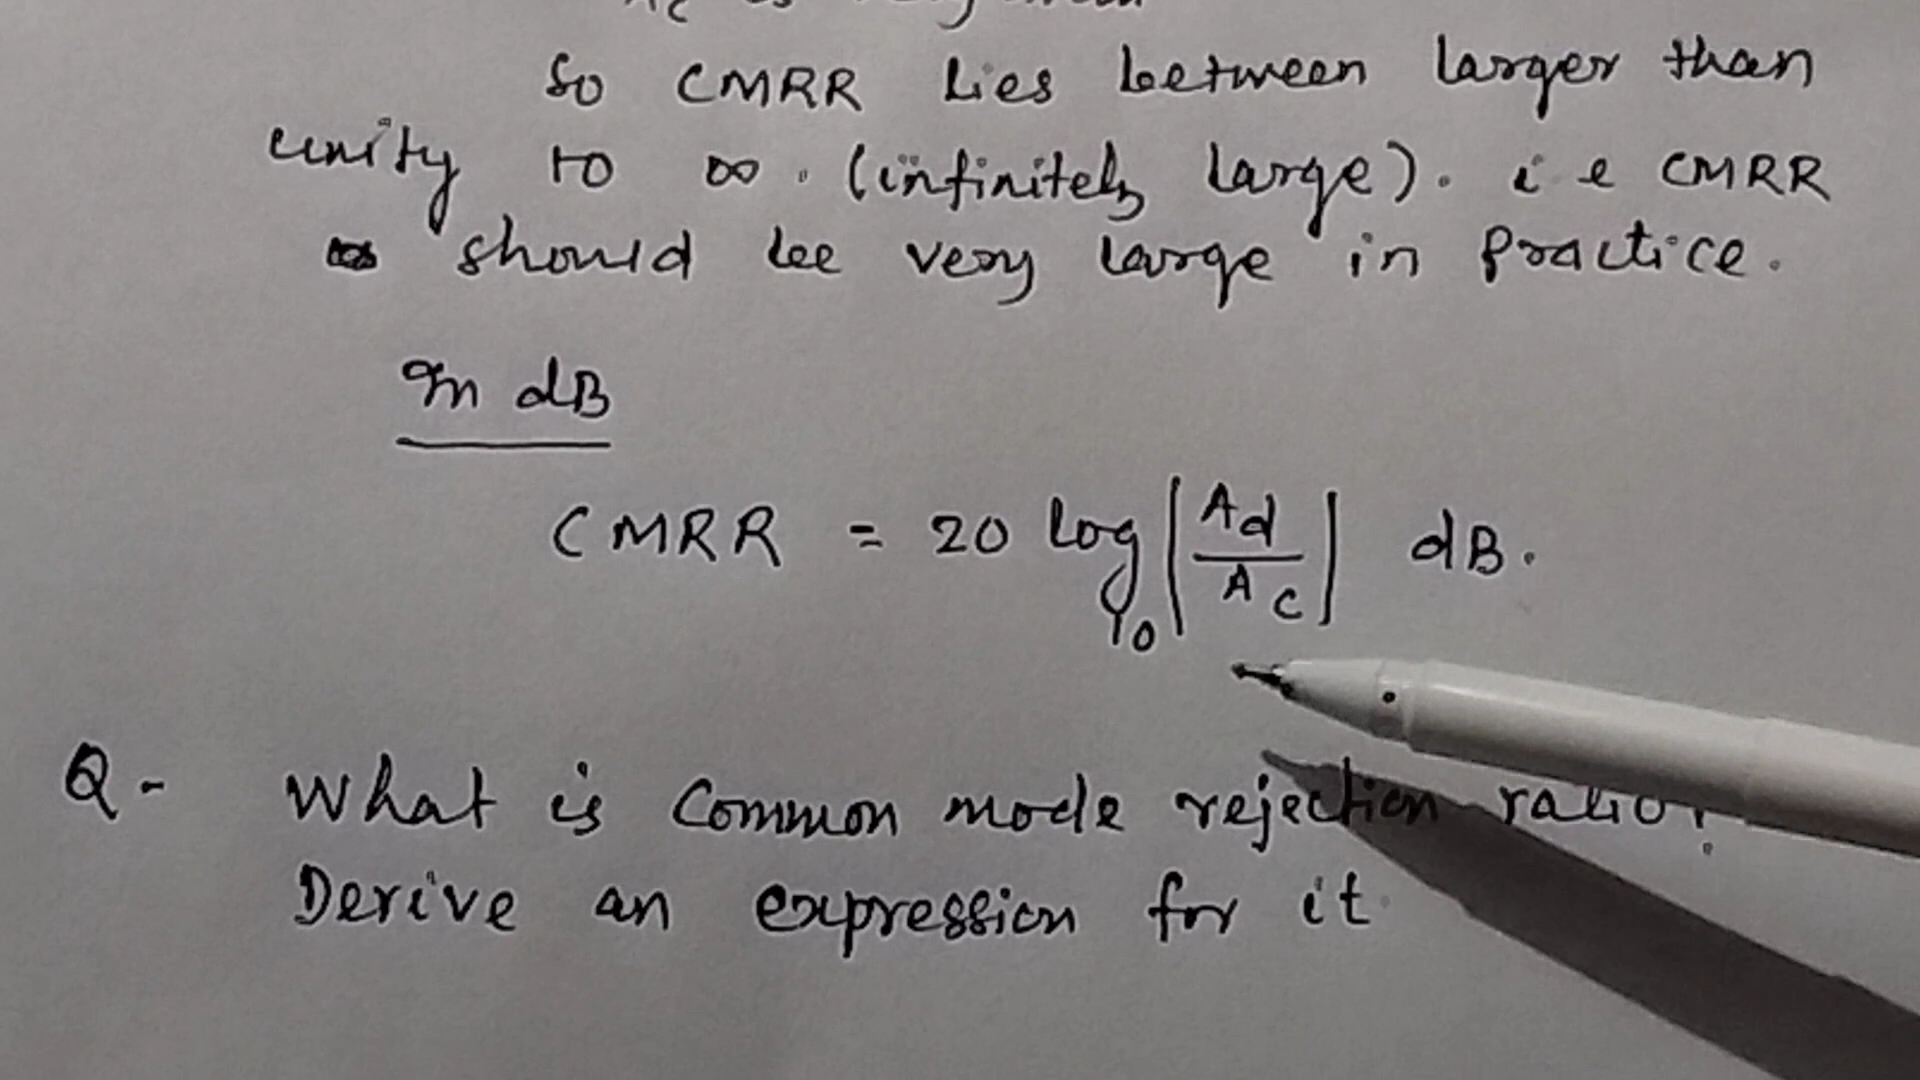 So CMRR Lies between larger than
unity to ∞. (infinitely large). i e CMRR
should be very large in Practice.
In dB
CMRR = 20 log₁₀ |Ad/Ac| dB.
Q- What is Common mode rejection ratio?
Derive an expression for it